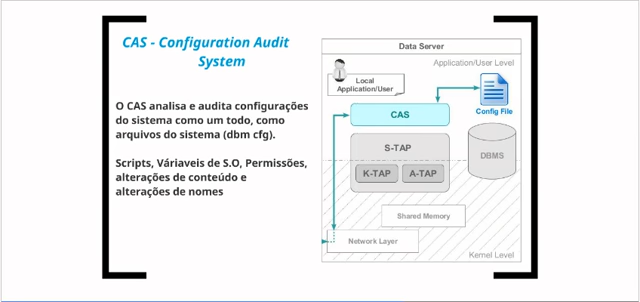 CAS - Configuration Audit
System
O CAS analisa e audita configurações
do sistema como um todo, como
arquivos do sistema (dbm cfg).
Scripts, Váriaveis de S.O, Permissões,
alterações de conteúdo e
alterações de nomes
Data Server
Application/User Level
Local
Application/User
Config File
CAS
S-TAP
K-TAP
A-TAP
DBMS
Shared Memory
Network Layer
Kernel Level